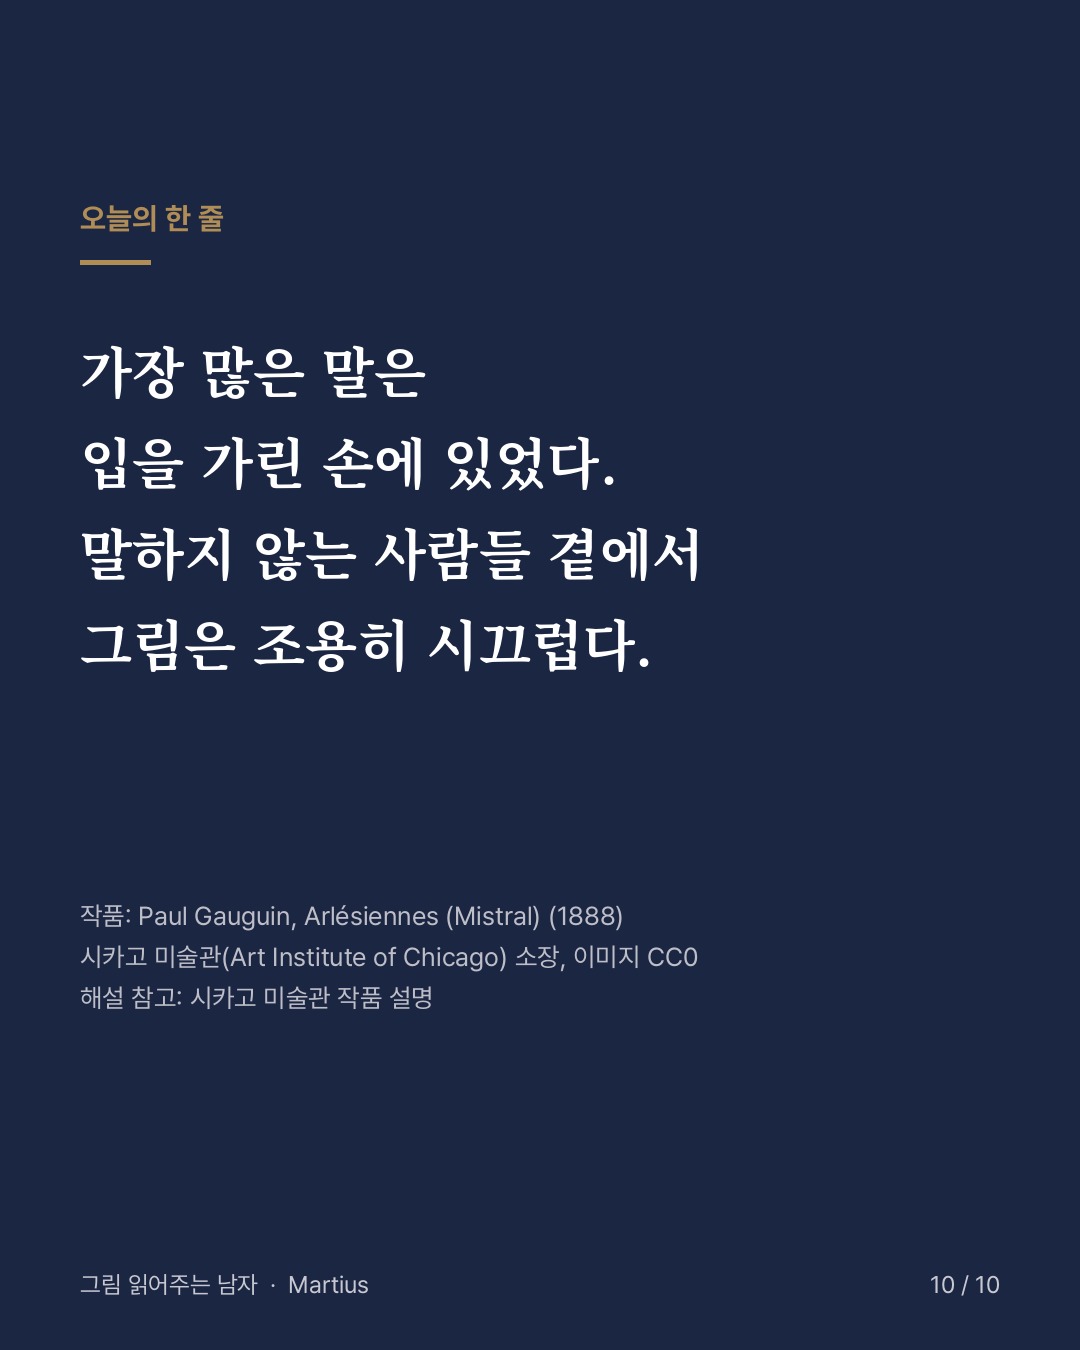 오늘의 한 줄
가장 많은 말은
입을 가린 손에 있었다.
말하지 않는 사람들 곁에서
그림은 조용히 시끄럽다.
작품: Paul Gauguin, Arlésiennes (Mistral) (1888)
시카고 미술관(Art Institute of Chicago) 소장, 이미지 CC0
해설 참고: 시카고 미술관 작품 설명
그림 읽어주는 남자 · Martius
10 / 10